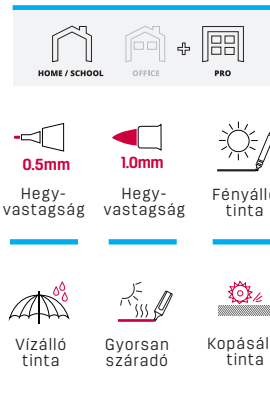 HOME / SCHOOL OFFICE PRO
0.5mm 1.0mm
Hegy-
vastagság
Hegy-
vastagság
Fényálló
tinta
Vízálló
tinta
Gyorsan
száradó
Kopásál
tinta